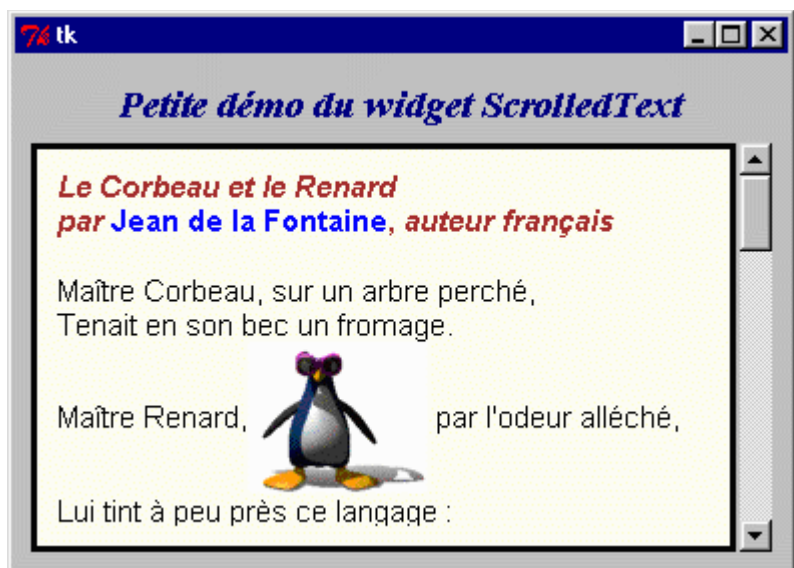 tk
Petite démo du widget ScrolledText
Le Corbeau et le Renard
par Jean de la Fontaine, auteur français
Maître Corbeau, sur un arbre perché,
Tenait en son bec un fromage.
Maître Renard, par l'odeur alléché,
Lui tint à peu près ce langage :